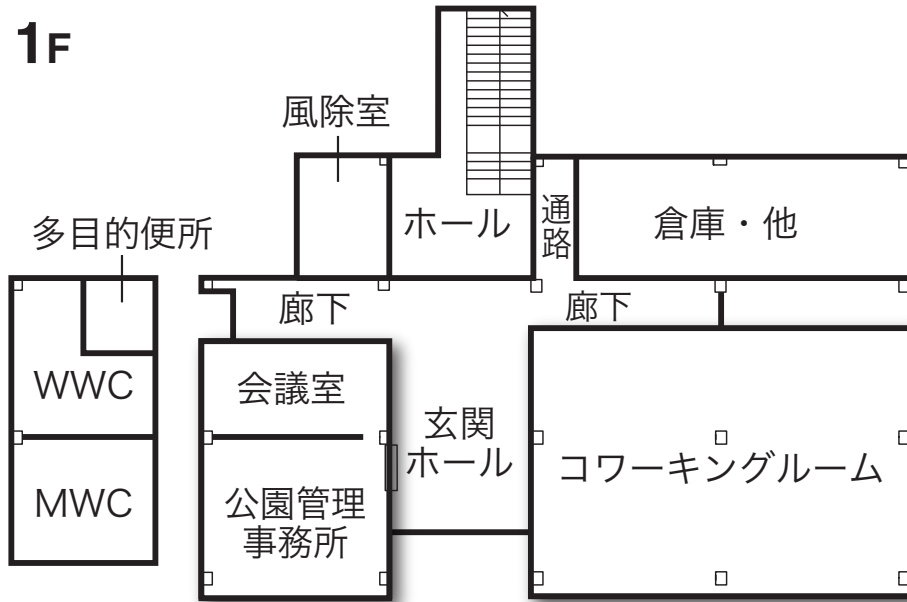 1F
風除室
多目的便所
ホール
通路
倉庫・他
廊下
廊下
WWC
会議室
玄関
ホール
コワーキングルーム
MWC
公園管理
事務所